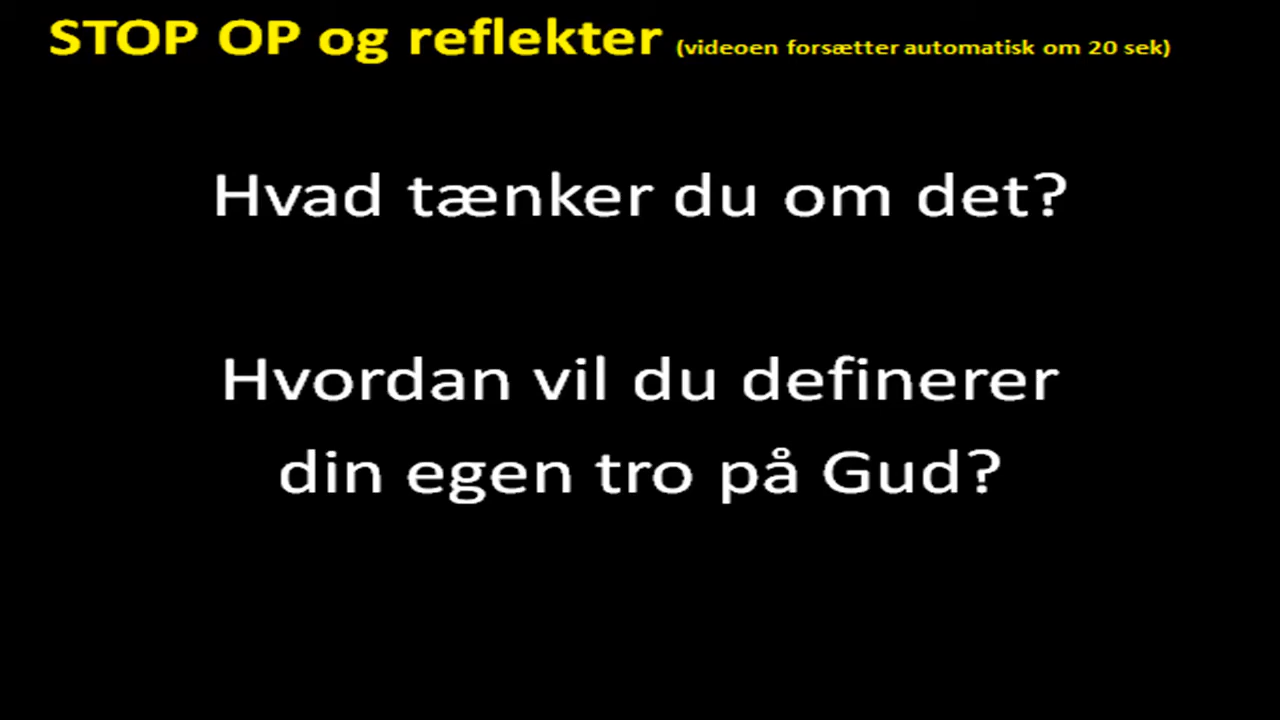 STOP OP og reflekter (videoen forsætter automatisk om 20 sek)
Hvad tænker du om det?
Hvordan vil du definerer
din egen tro på Gud?